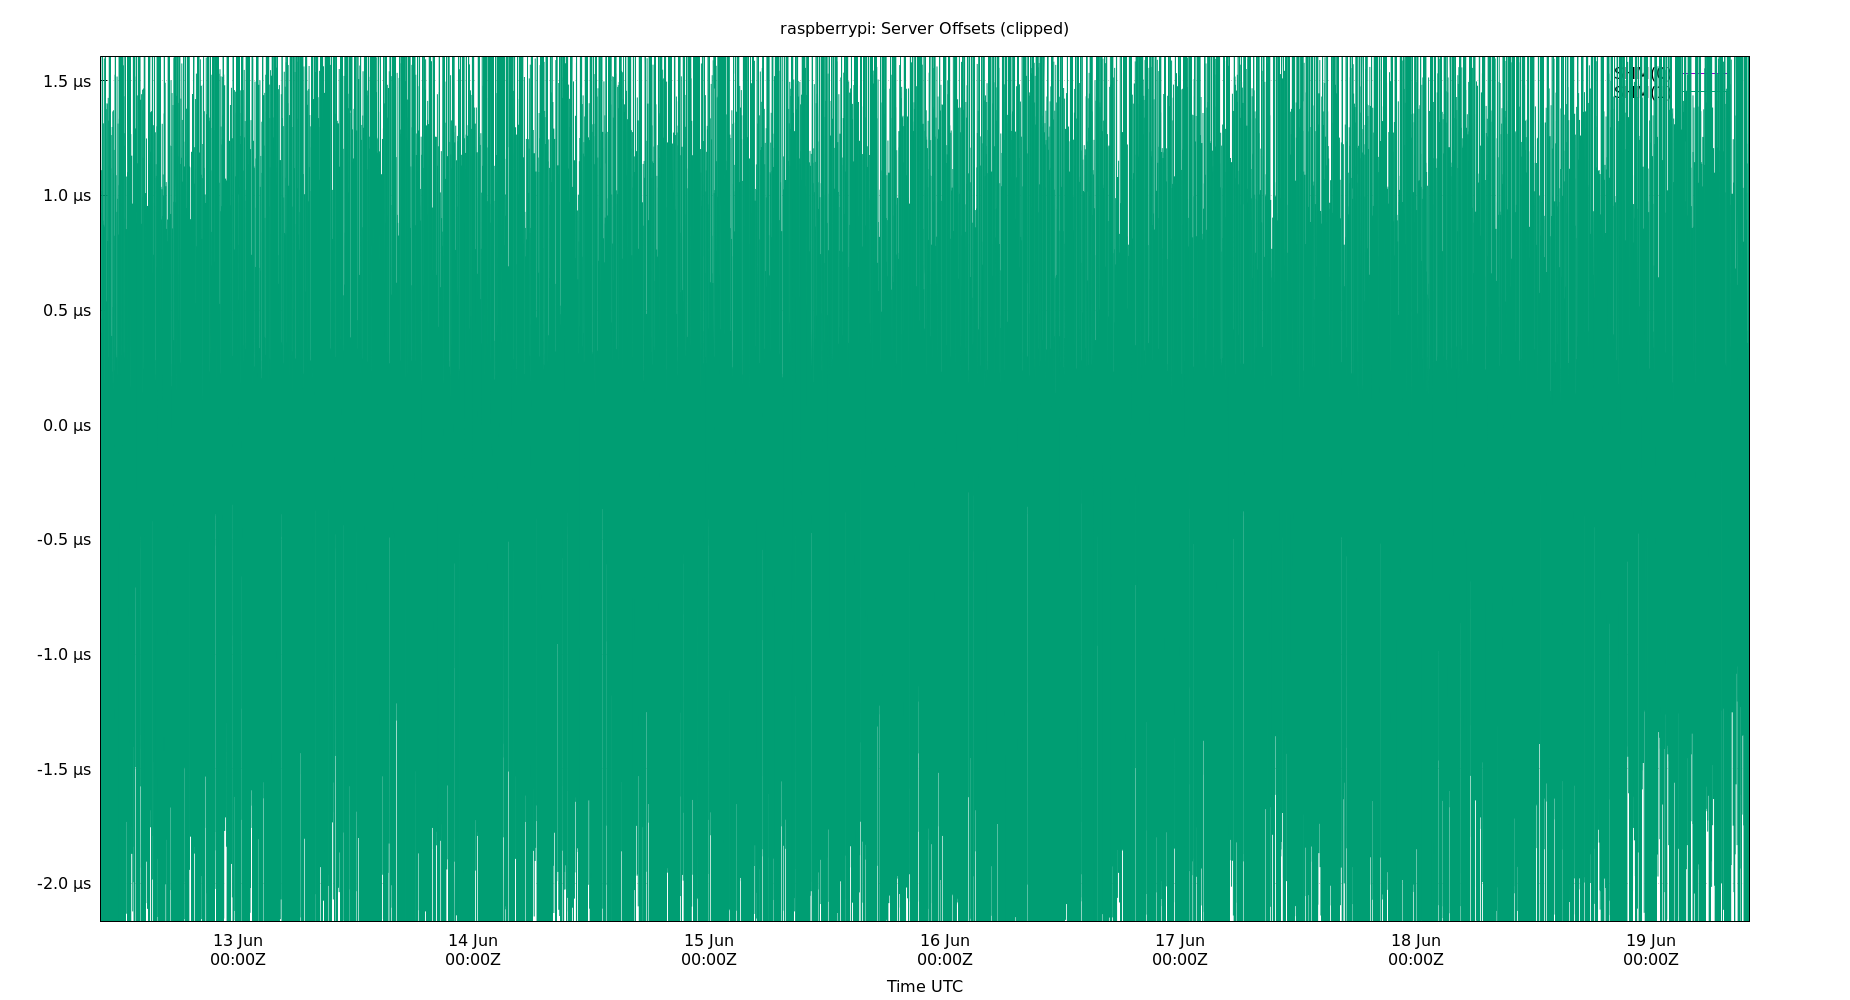 raspberrypi: Server Offsets (clipped)
1.5 µs
1.0 µs
0.5 µs
0.0 µs
-0.5 µs
-1.0 µs
-1.5 µs
-2.0 µs
13 Jun 14 Jun 15 Jun 16 Jun 17 Jun 18 Jun 19 Jun
00:00Z 00:00Z 00:00Z 00:00Z 00:00Z 00:00Z 00:00Z
Time UTC